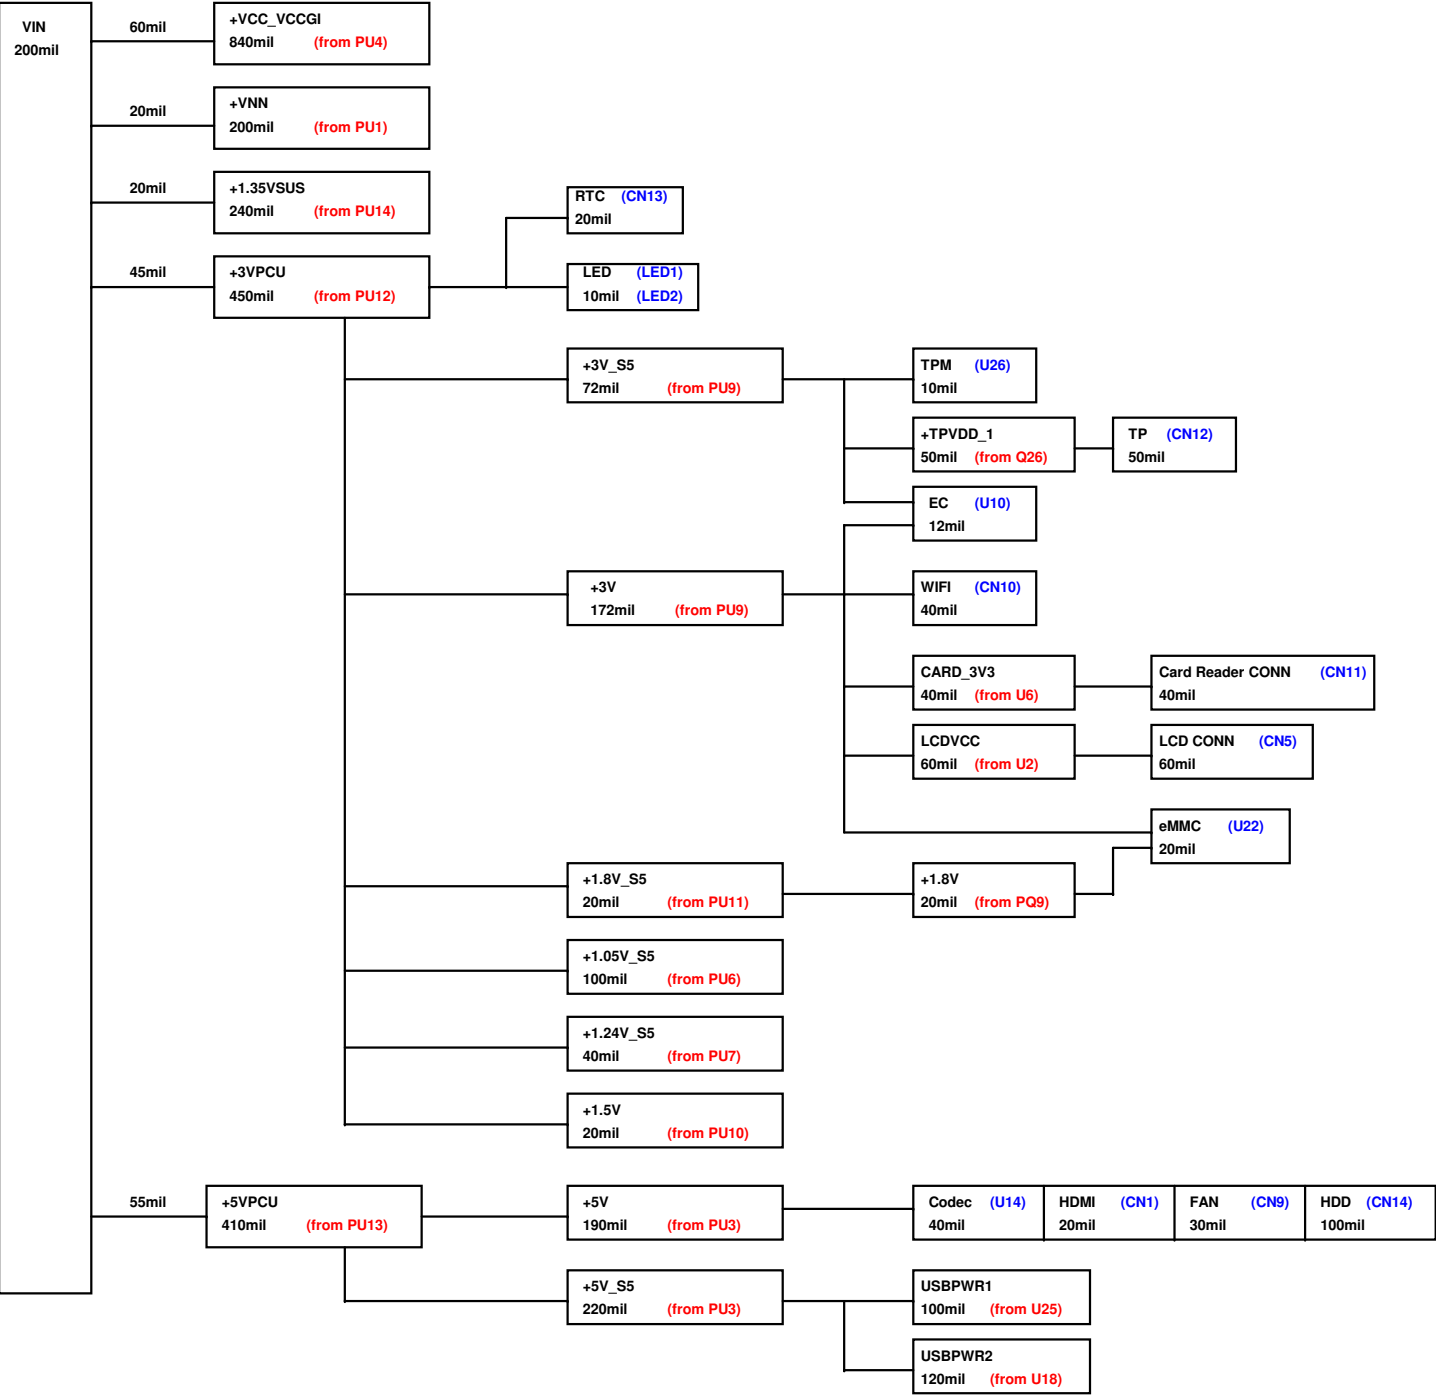 VIN
200mil
60mil
+VCC_VCCGI
840mil (from PU4)
20mil
+VNN
200mil (from PU1)
20mil
+1.35VSUS
240mil (from PU14)
RTC (CN13)
20mil
45mil
+3VPCU
450mil (from PU12)
LED (LED1)
10mil (LED2)
+3V_S5
72mil (from PU9)
TPM (U26)
10mil
+TPVDD_1
50mil (from Q26)
TP (CN12)
50mil
EC (U10)
12mil
+3V
172mil (from PU9)
WIFI (CN10)
40mil
CARD_3V3
40mil (from U6)
Card Reader CONN (CN11)
40mil
LCDVCC
60mil (from U2)
LCD CONN (CN5)
60mil
eMMC (U22)
20mil
+1.8V_S5
20mil (from PU11)
+1.8V
20mil (from PQ9)
+1.05V_S5
100mil (from PU6)
+1.24V_S5
40mil (from PU7)
+1.5V
20mil (from PU10)
55mil
+5VPCU
410mil (from PU13)
+5V
190mil (from PU3)
Codec (U14)
40mil
HDMI (CN1)
20mil
FAN (CN9)
30mil
HDD (CN14)
100mil
+5V_S5
220mil (from PU3)
USBPWR1
100mil (from U25)
USBPWR2
120mil (from U18)